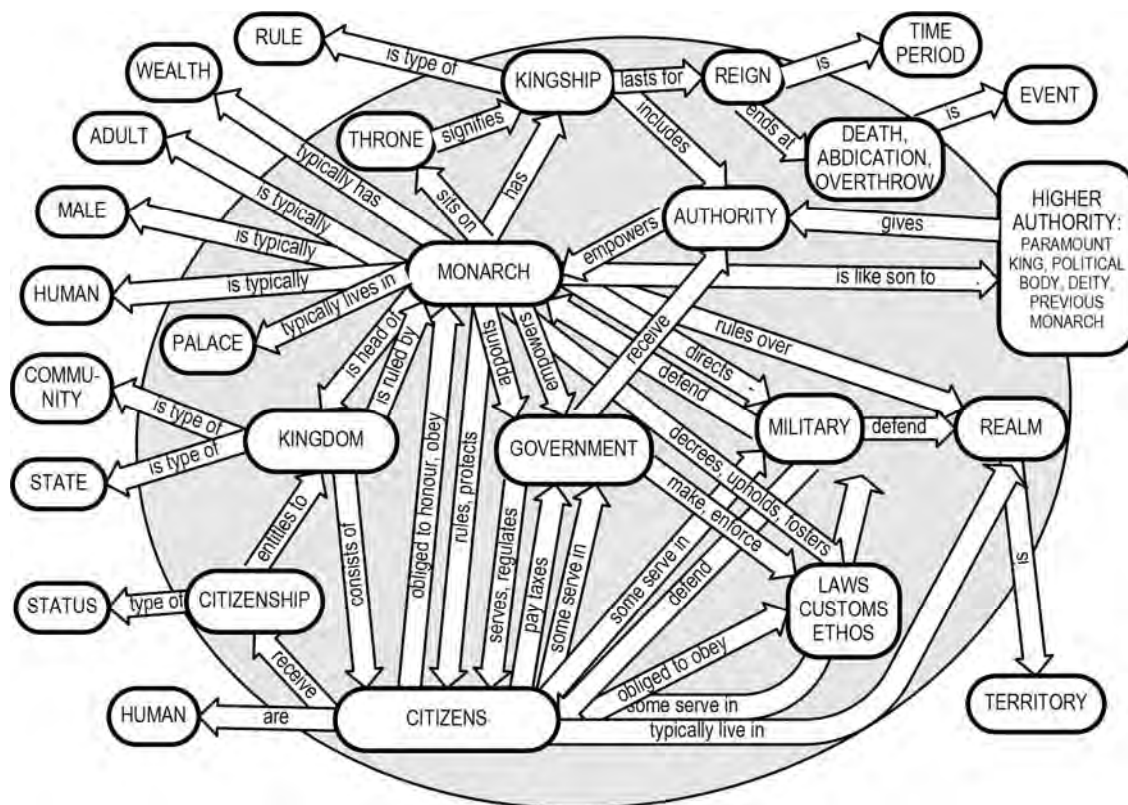 RULE
is type of
KINGSHIP
lasts for
REIGN
is
TIME
PERIOD
WEALTH
typically has
THRONE
signifies
has
includes
ends at
DEATH,
ABDICATION,
OVERTHROW
is
EVENT
ADULT
is typically
sits on
MALE
is typically
MONARCH
empowers
AUTHORITY
gives
HIGHER
AUTHORITY:
PARAMOUNT
KING, POLITICAL
BODY, DEITY,
PREVIOUS
MONARCH
HUMAN
is typically
is like son to
PALACE
typically lives in
is head of
is ruled by
appoints
empowers
receive
directs
defend
rules over
COMMU-
NITY
is type of
KINGDOM
GOVERNMENT
MILITARY
defend
REALM
STATE
is type of
entitles to
consists of
obliged to honour, obey
rules, protects
serves, regulates
pay taxes
some serve in
make, enforce
decrees, upholds, fosters
some serve in
defend
is
STATUS
type of
CITIZENSHIP
LAWS
CUSTOMS
ETHOS
receive
obliged to obey
HUMAN
are
CITIZENS
some serve in
typically live in
TERRITORY